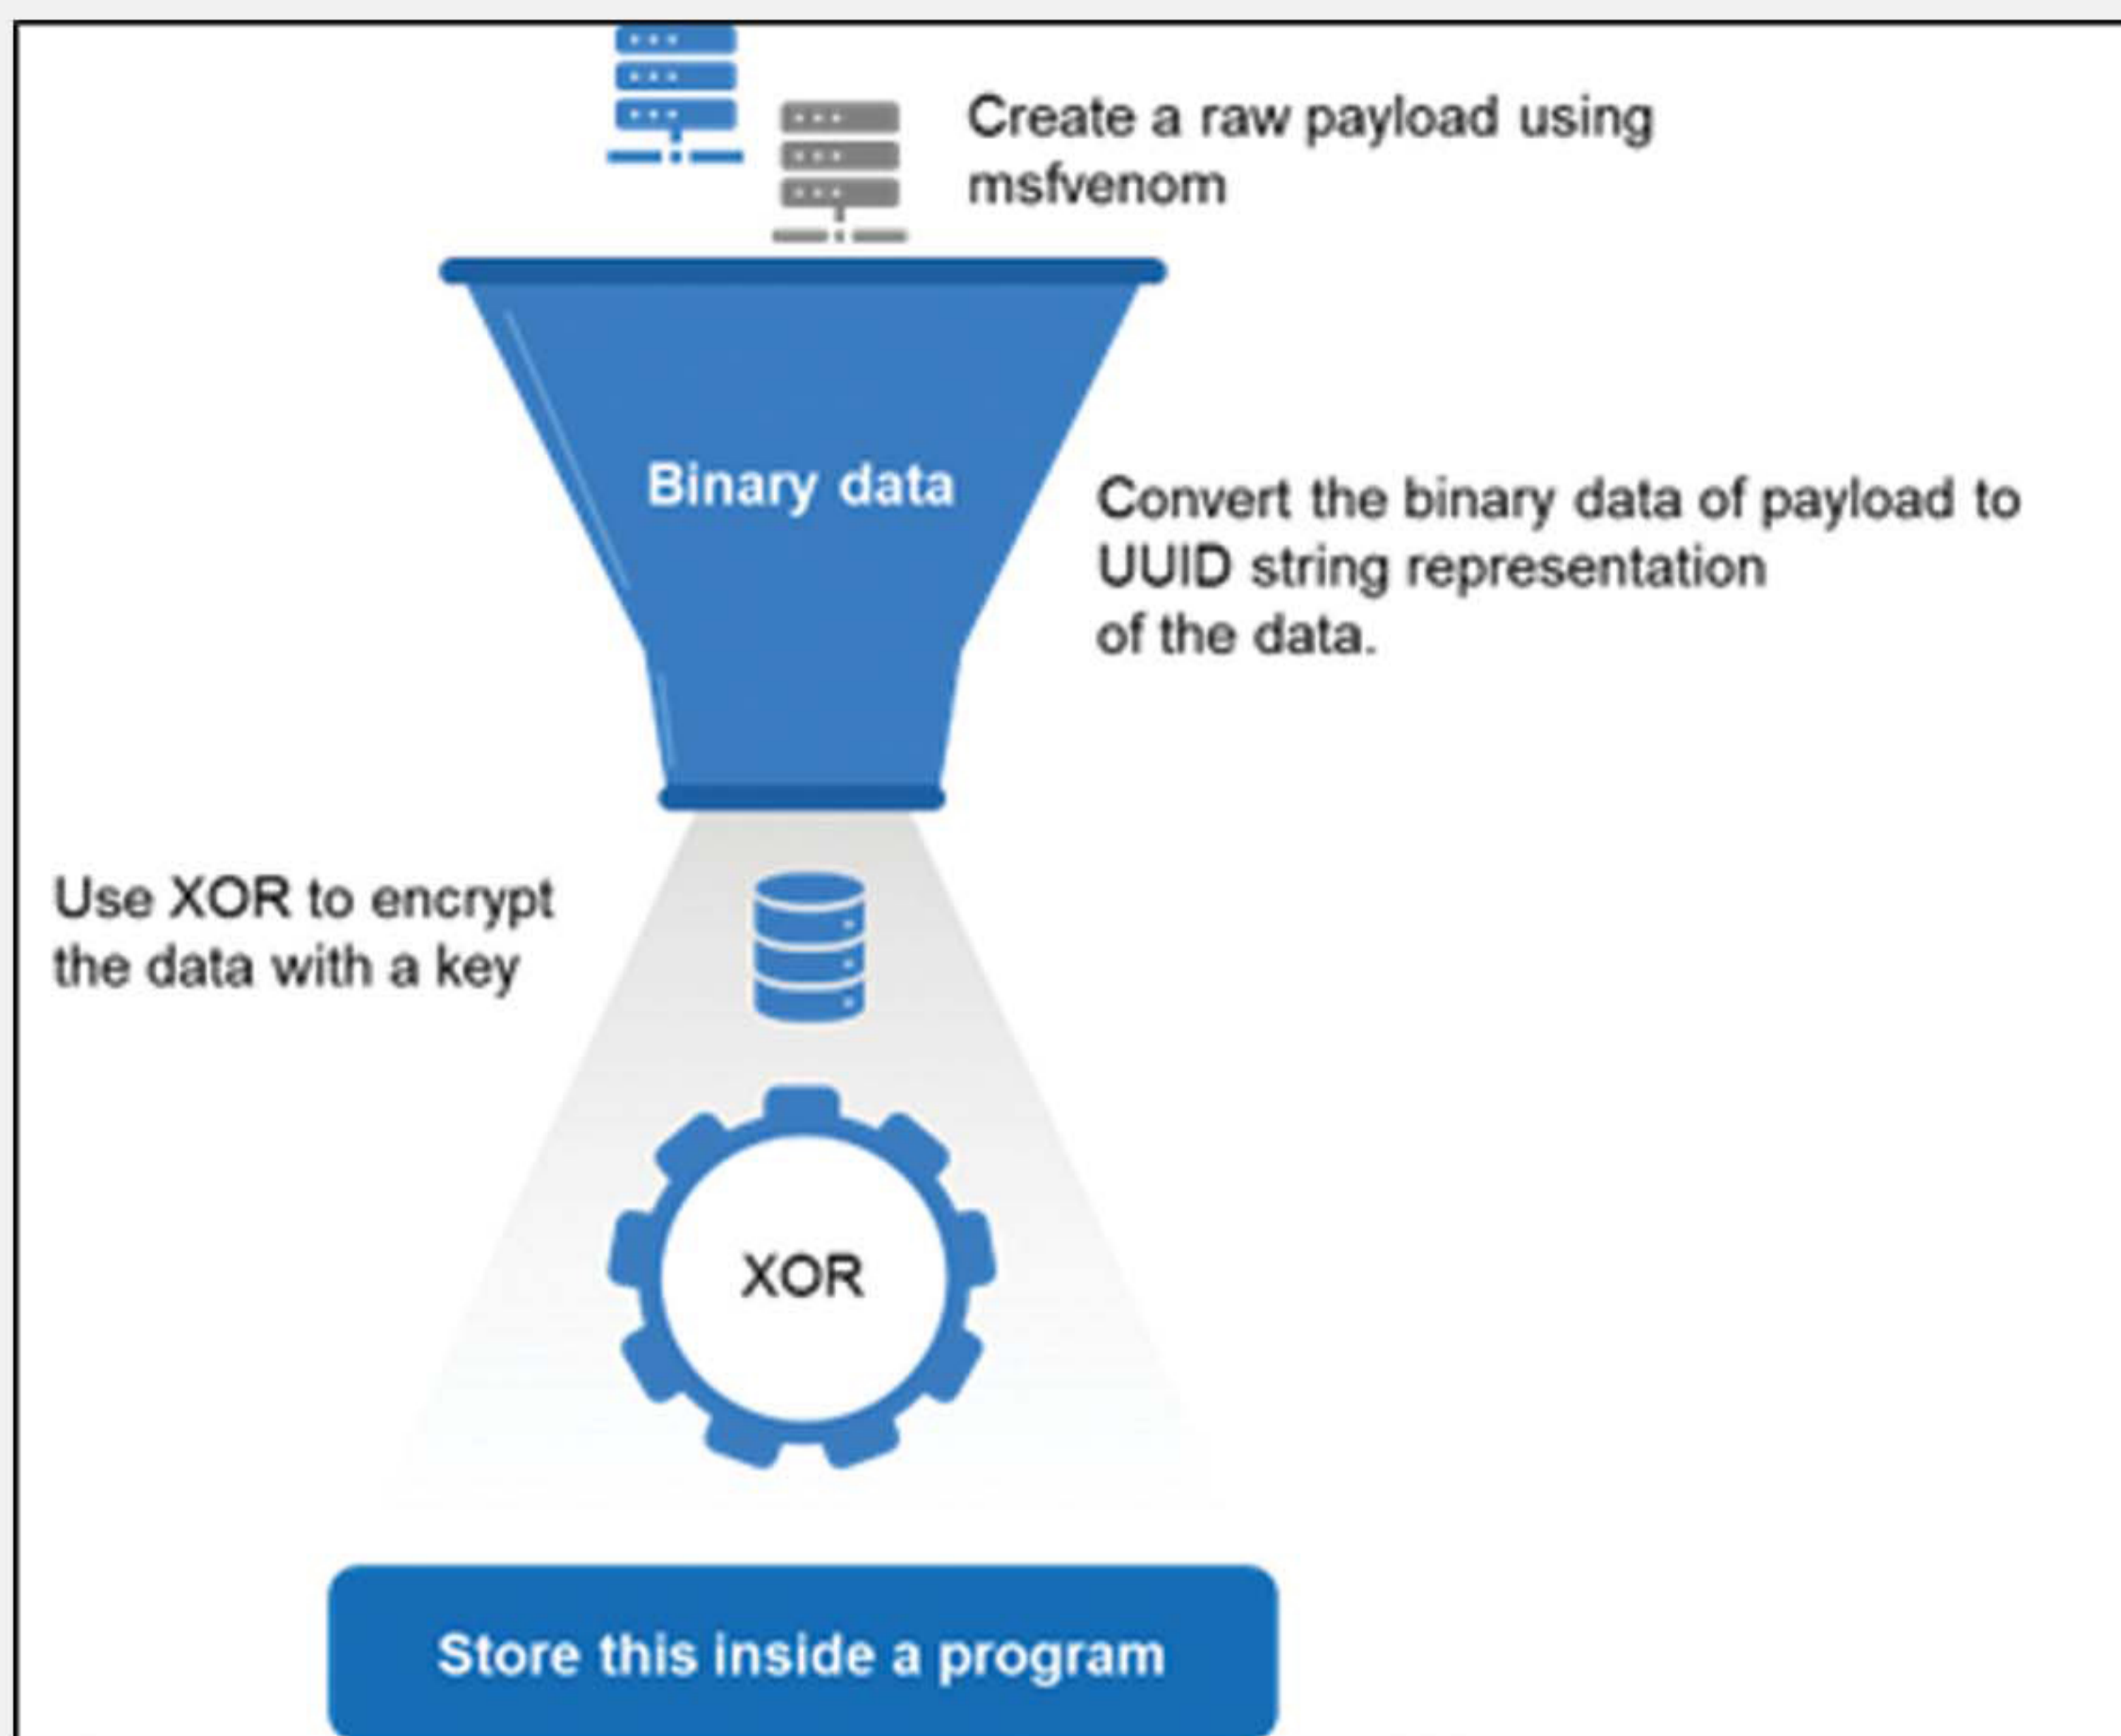 Create a raw payload using
msfvenom
Binary data
Convert the binary data of payload to
UUID string representation
of the data.
Use XOR to encrypt
the data with a key
XOR
Store this inside a program